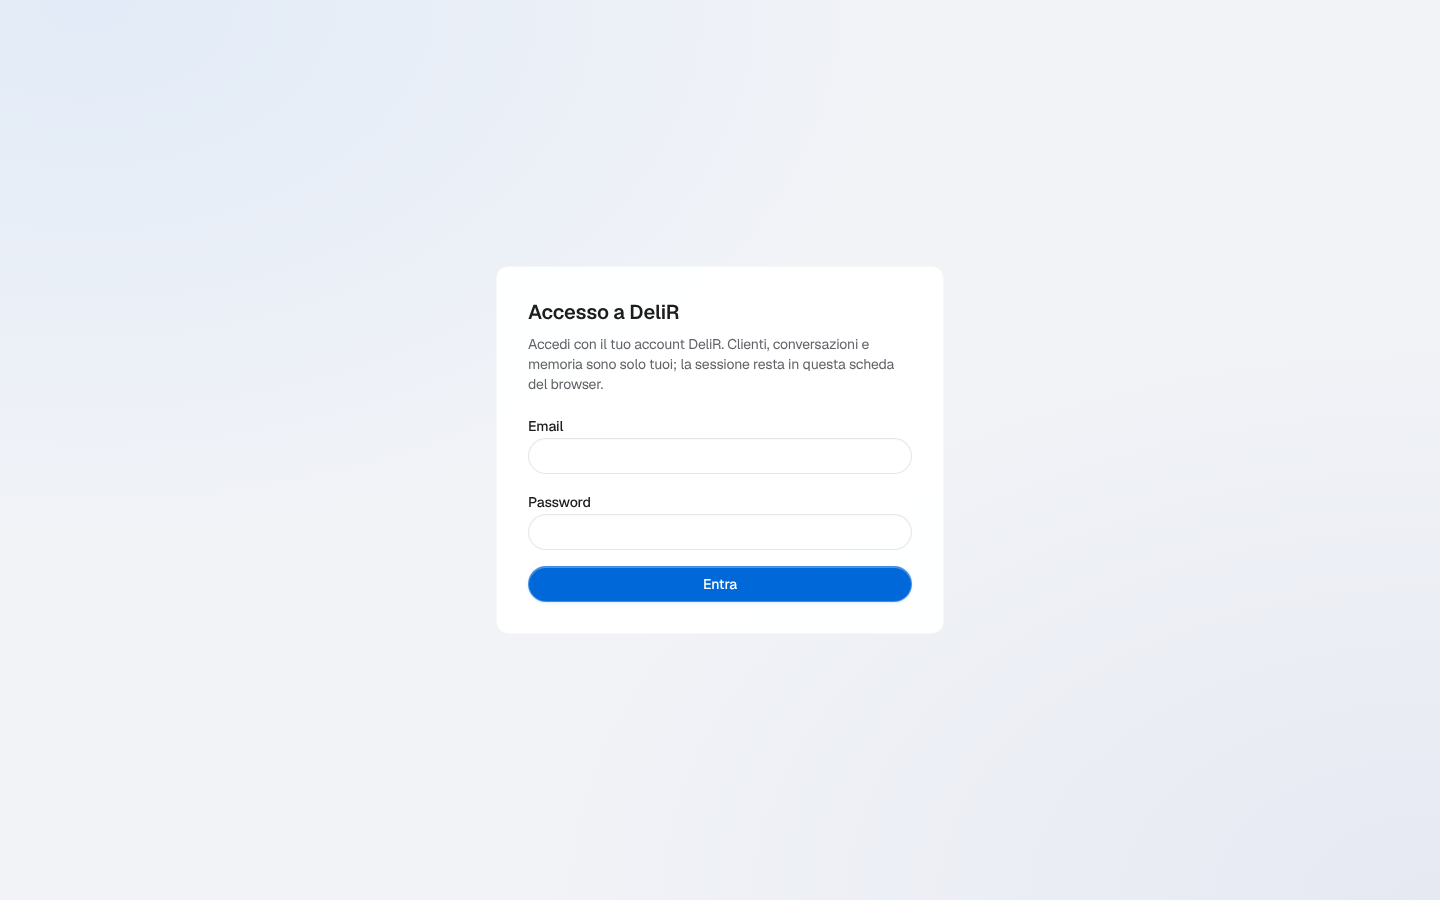 Accesso a DeliR
Accedi con il tuo account DeliR. Clienti, conversazioni e
memoria sono solo tuoi; la sessione resta in questa scheda
del browser.
Email
Password
Entra